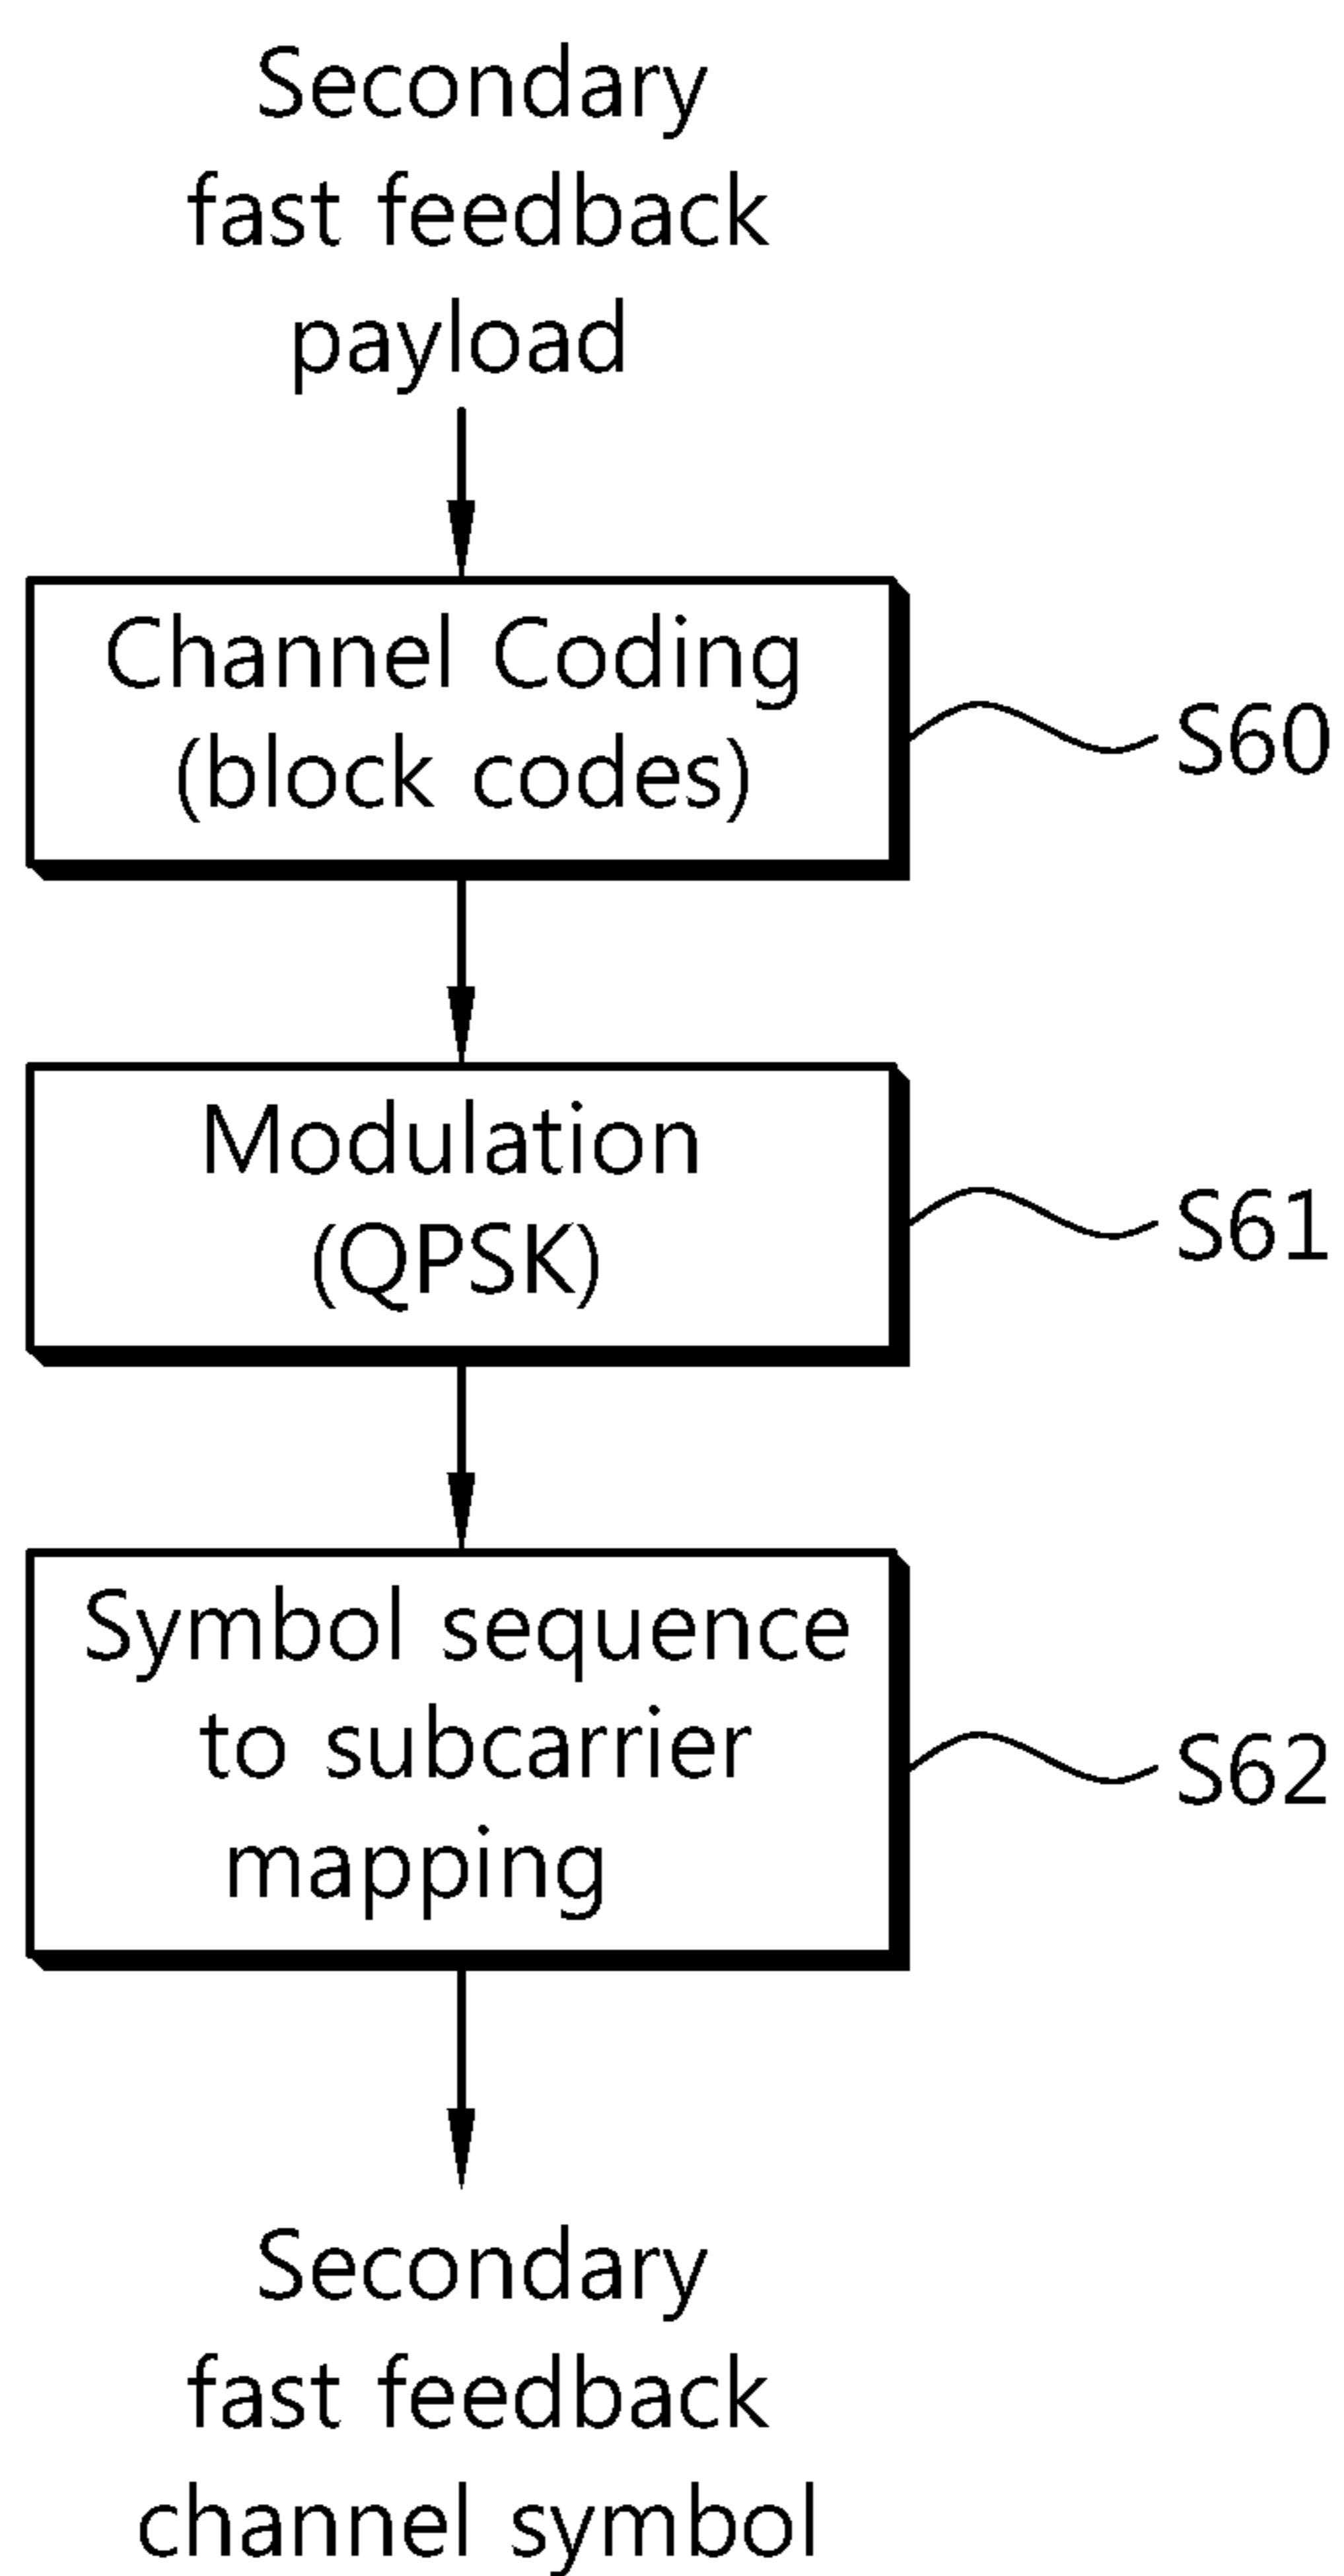 Secondary
fast feedback
payload
Channel Coding
(block codes)
S60
Modulation
(QPSK)
S61
Symbol sequence
to subcarrier
mapping
S62
Secondary
fast feedback
channel symbol